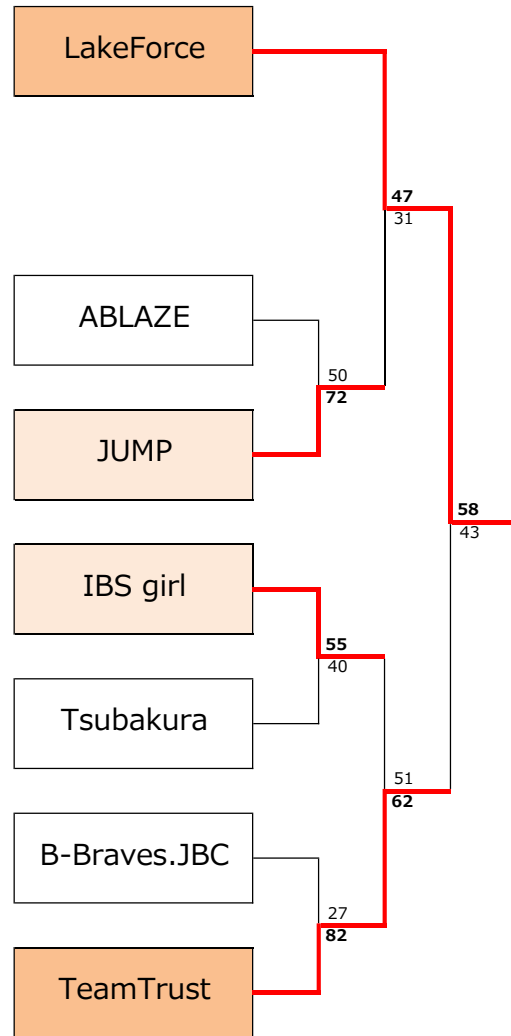 LakeForce
47
31
ABLAZE
50
72
JUMP
58
43
IBS girl
55
40
Tsubakura
51
62
B-Braves.JBC
27
82
TeamTrust